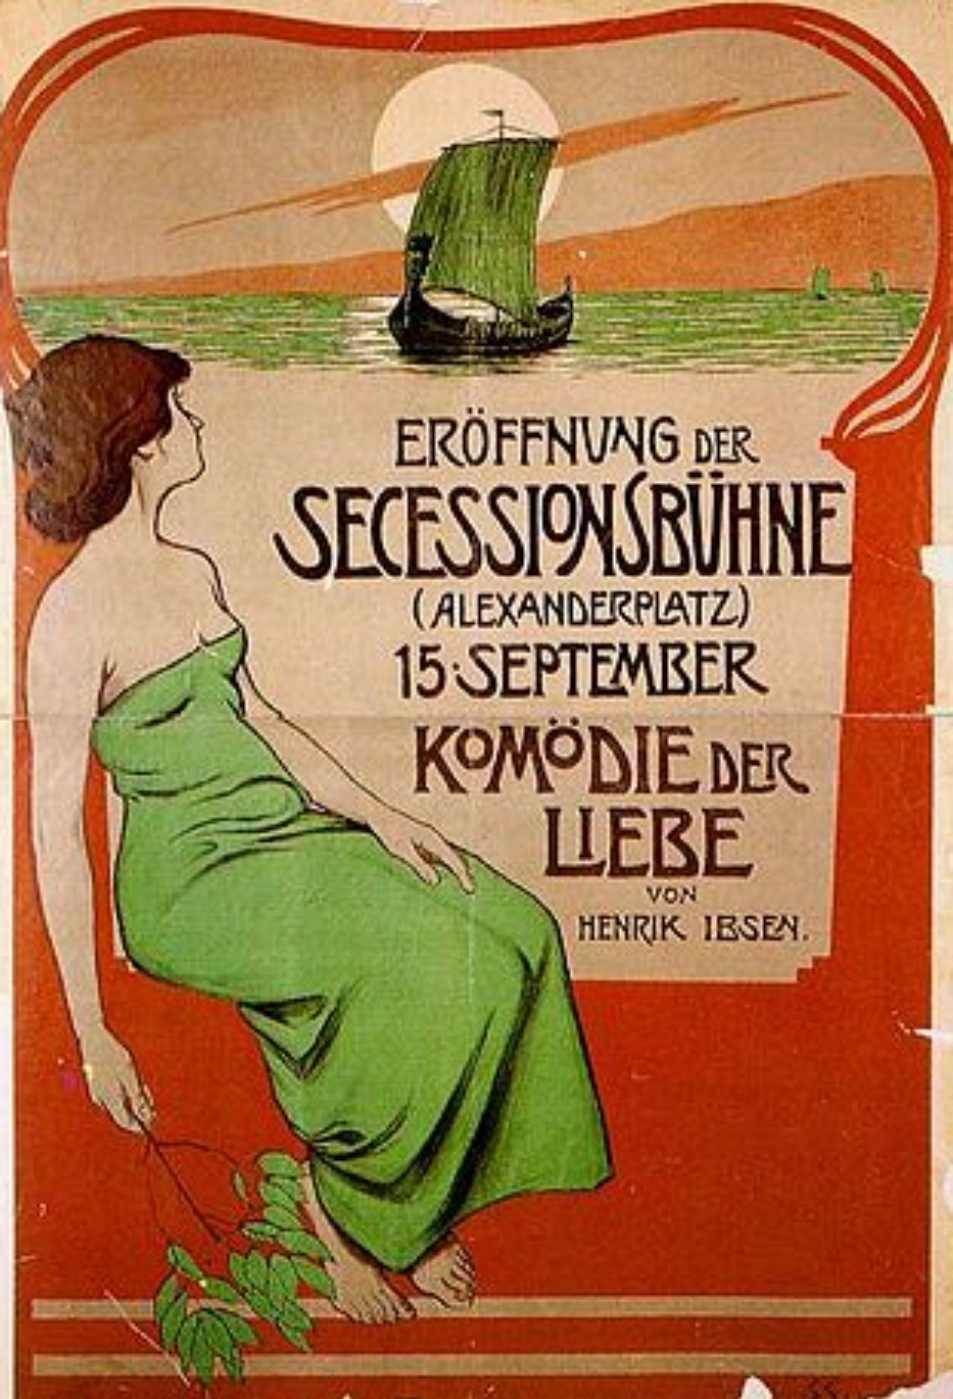 ERÖFFNUNG DER
SECESSIONSBÜHNE
(ALEXANDERPLATZ)
15. SEPTEMBER
KOMÖDIE DER
LIEBE
VON
HENRIK IBSEN.